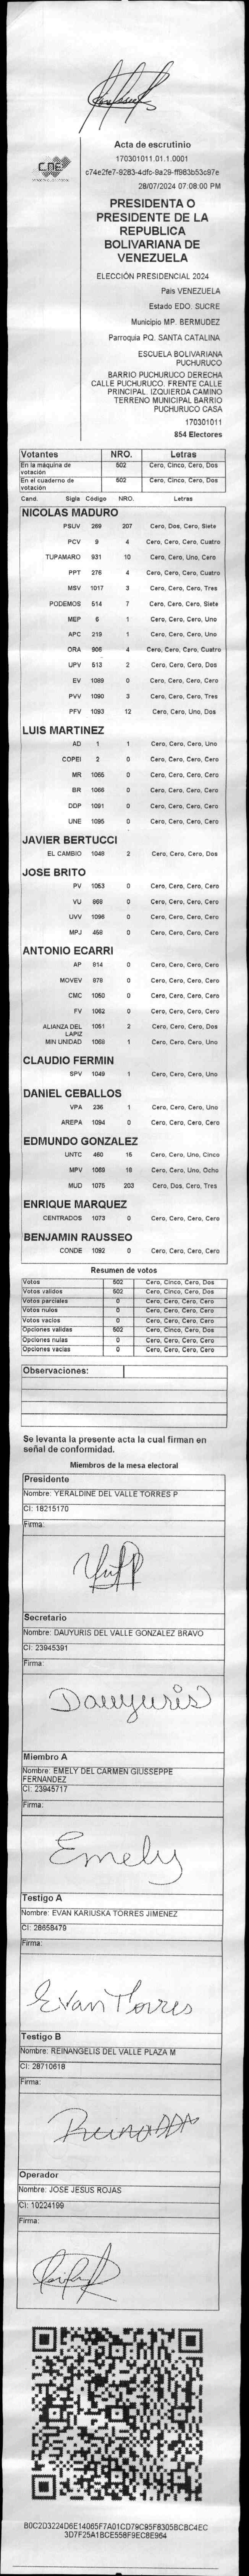 CNE
Acta de escrutinio
170301011.01.1.0001
c74e2fe7-9283-4dfc-9a29-ff983b53c97e
28/07/2024 07:08:00 PM
PRESIDENTA O
PRESIDENTE DE LA
REPUBLICA
BOLIVARIANA DE
VENEZUELA
ELECCIÓN PRESIDENCIAL 2024
Pais VENEZUELA
Estado EDO. SUCRE
Municipio MP. BERMUDEZ
Parroquia PQ. SANTA CATALINA
ESCUELA BOLIVARIANA
PUCHURUCO
BARRIO PUCHURUCO DERECHA
CALLE PUCHURUCO. FRENTE CALLE
PRINCIPAL. IZQUIERDA CAMINO
TERRENO MUNICIPAL BARRIO
PUCHURUCO CASA
170301011
854 Electores
Votantes NRO. Letras
En la máquina de votación 502 Cero, Cinco, Cero, Dos
En el cuaderno de votación 502 Cero, Cinco, Cero, Dos
Cand. Sigla Código NRO. Letras
NICOLAS MADURO
PSUV 269 207 Cero, Dos, Cero, Siete
PCV 9 4 Cero, Cero, Cero, Cuatro
TUPAMARO 931 10 Cero, Cero, Uno, Cero
PPT 276 4 Cero, Cero, Cero, Cuatro
MSV 1017 3 Cero, Cero, Cero, Tres
PODEMOS 514 7 Cero, Cero, Cero, Siete
MEP 6 1 Cero, Cero, Cero, Uno
APC 219 1 Cero, Cero, Cero, Uno
ORA 906 4 Cero, Cero, Cero, Cuatro
UPV 513 2 Cero, Cero, Cero, Dos
EV 1089 0 Cero, Cero, Cero, Cero
PVV 1090 3 Cero, Cero, Cero, Tres
PFV 1093 12 Cero, Cero, Uno, Dos
LUIS MARTINEZ
AD 1 1 Cero, Cero, Cero, Uno
COPEI 2 0 Cero, Cero, Cero, Cero
MR 1065 0 Cero, Cero, Cero, Cero
BR 1066 0 Cero, Cero, Cero, Cero
DDP 1091 0 Cero, Cero, Cero, Cero
UNE 1095 0 Cero, Cero, Cero, Cero
JAVIER BERTUCCI
EL CAMBIO 1048 2 Cero, Cero, Cero, Dos
JOSE BRITO
PV 1053 0 Cero, Cero, Cero, Cero
VU 868 0 Cero, Cero, Cero, Cero
UVV 1096 0 Cero, Cero, Cero, Cero
MPJ 458 0 Cero, Cero, Cero, Cero
ANTONIO ECARRI
AP 814 0 Cero, Cero, Cero, Cero
MOVEV 978 0 Cero, Cero, Cero, Cero
CMC 1050 0 Cero, Cero, Cero, Cero
FV 1062 0 Cero, Cero, Cero, Cero
ALIANZA DEL LAPIZ 1051 2 Cero, Cero, Cero, Dos
MIN UNIDAD 1068 1 Cero, Cero, Cero, Uno
CLAUDIO FERMIN
SPV 1049 1 Cero, Cero, Cero, Uno
DANIEL CEBALLOS
VPA 236 1 Cero, Cero, Cero, Uno
AREPA 1094 0 Cero, Cero, Cero, Cero
EDMUNDO GONZALEZ
UNTC 460 15 Cero, Cero, Uno, Cinco
MPV 1069 18 Cero, Cero, Uno, Ocho
MUD 1075 203 Cero, Dos, Cero, Tres
ENRIQUE MARQUEZ
CENTRADOS 1073 0 Cero, Cero, Cero, Cero
BENJAMIN RAUSSEO
CONDE 1092 0 Cero, Cero, Cero, Cero
Resumen de votos
Votos 502 Cero, Cinco, Cero, Dos
Votos validos 502 Cero, Cinco, Cero, Dos
Votos parciales 0 Cero, Cero, Cero, Cero
Votos nulos 0 Cero, Cero, Cero, Cero
Votos vacios 0 Cero, Cero, Cero, Cero
Opciones validas 502 Cero, Cinco, Cero, Dos
Opciones nulas 0 Cero, Cero, Cero, Cero
Opciones vacias 0 Cero, Cero, Cero, Cero
Observaciones:
Se levanta la presente acta la cual firman en
señal de conformidad.
Miembros de la mesa electoral
Presidente
Nombre: YERALDINE DEL VALLE TORRES P
CI: 18215170
Firma:
Secretario
Nombre: DAUYURIS DEL VALLE GONZALEZ BRAVO
CI: 23945391
Firma:
Dauyuris
Miembro A
Nombre: EMELY DEL CARMEN GIUSSEPPE
FERNANDEZ
CI: 23945717
Firma:
Emely
Testigo A
Nombre: EVAN KARIUSKA TORRES JIMENEZ
CI: 28658479
Firma:
Evan Torres
Testigo B
Nombre: REINANGELIS DEL VALLE PLAZA M
CI: 28710618
Firma:
Operador
Nombre: JOSE JESUS ROJAS
CI: 10224199
Firma:
B0C2D3224D6E14065F7A01CD79C95F8305BCBC4EC
3D7F25A1BCE558F9EC8E964